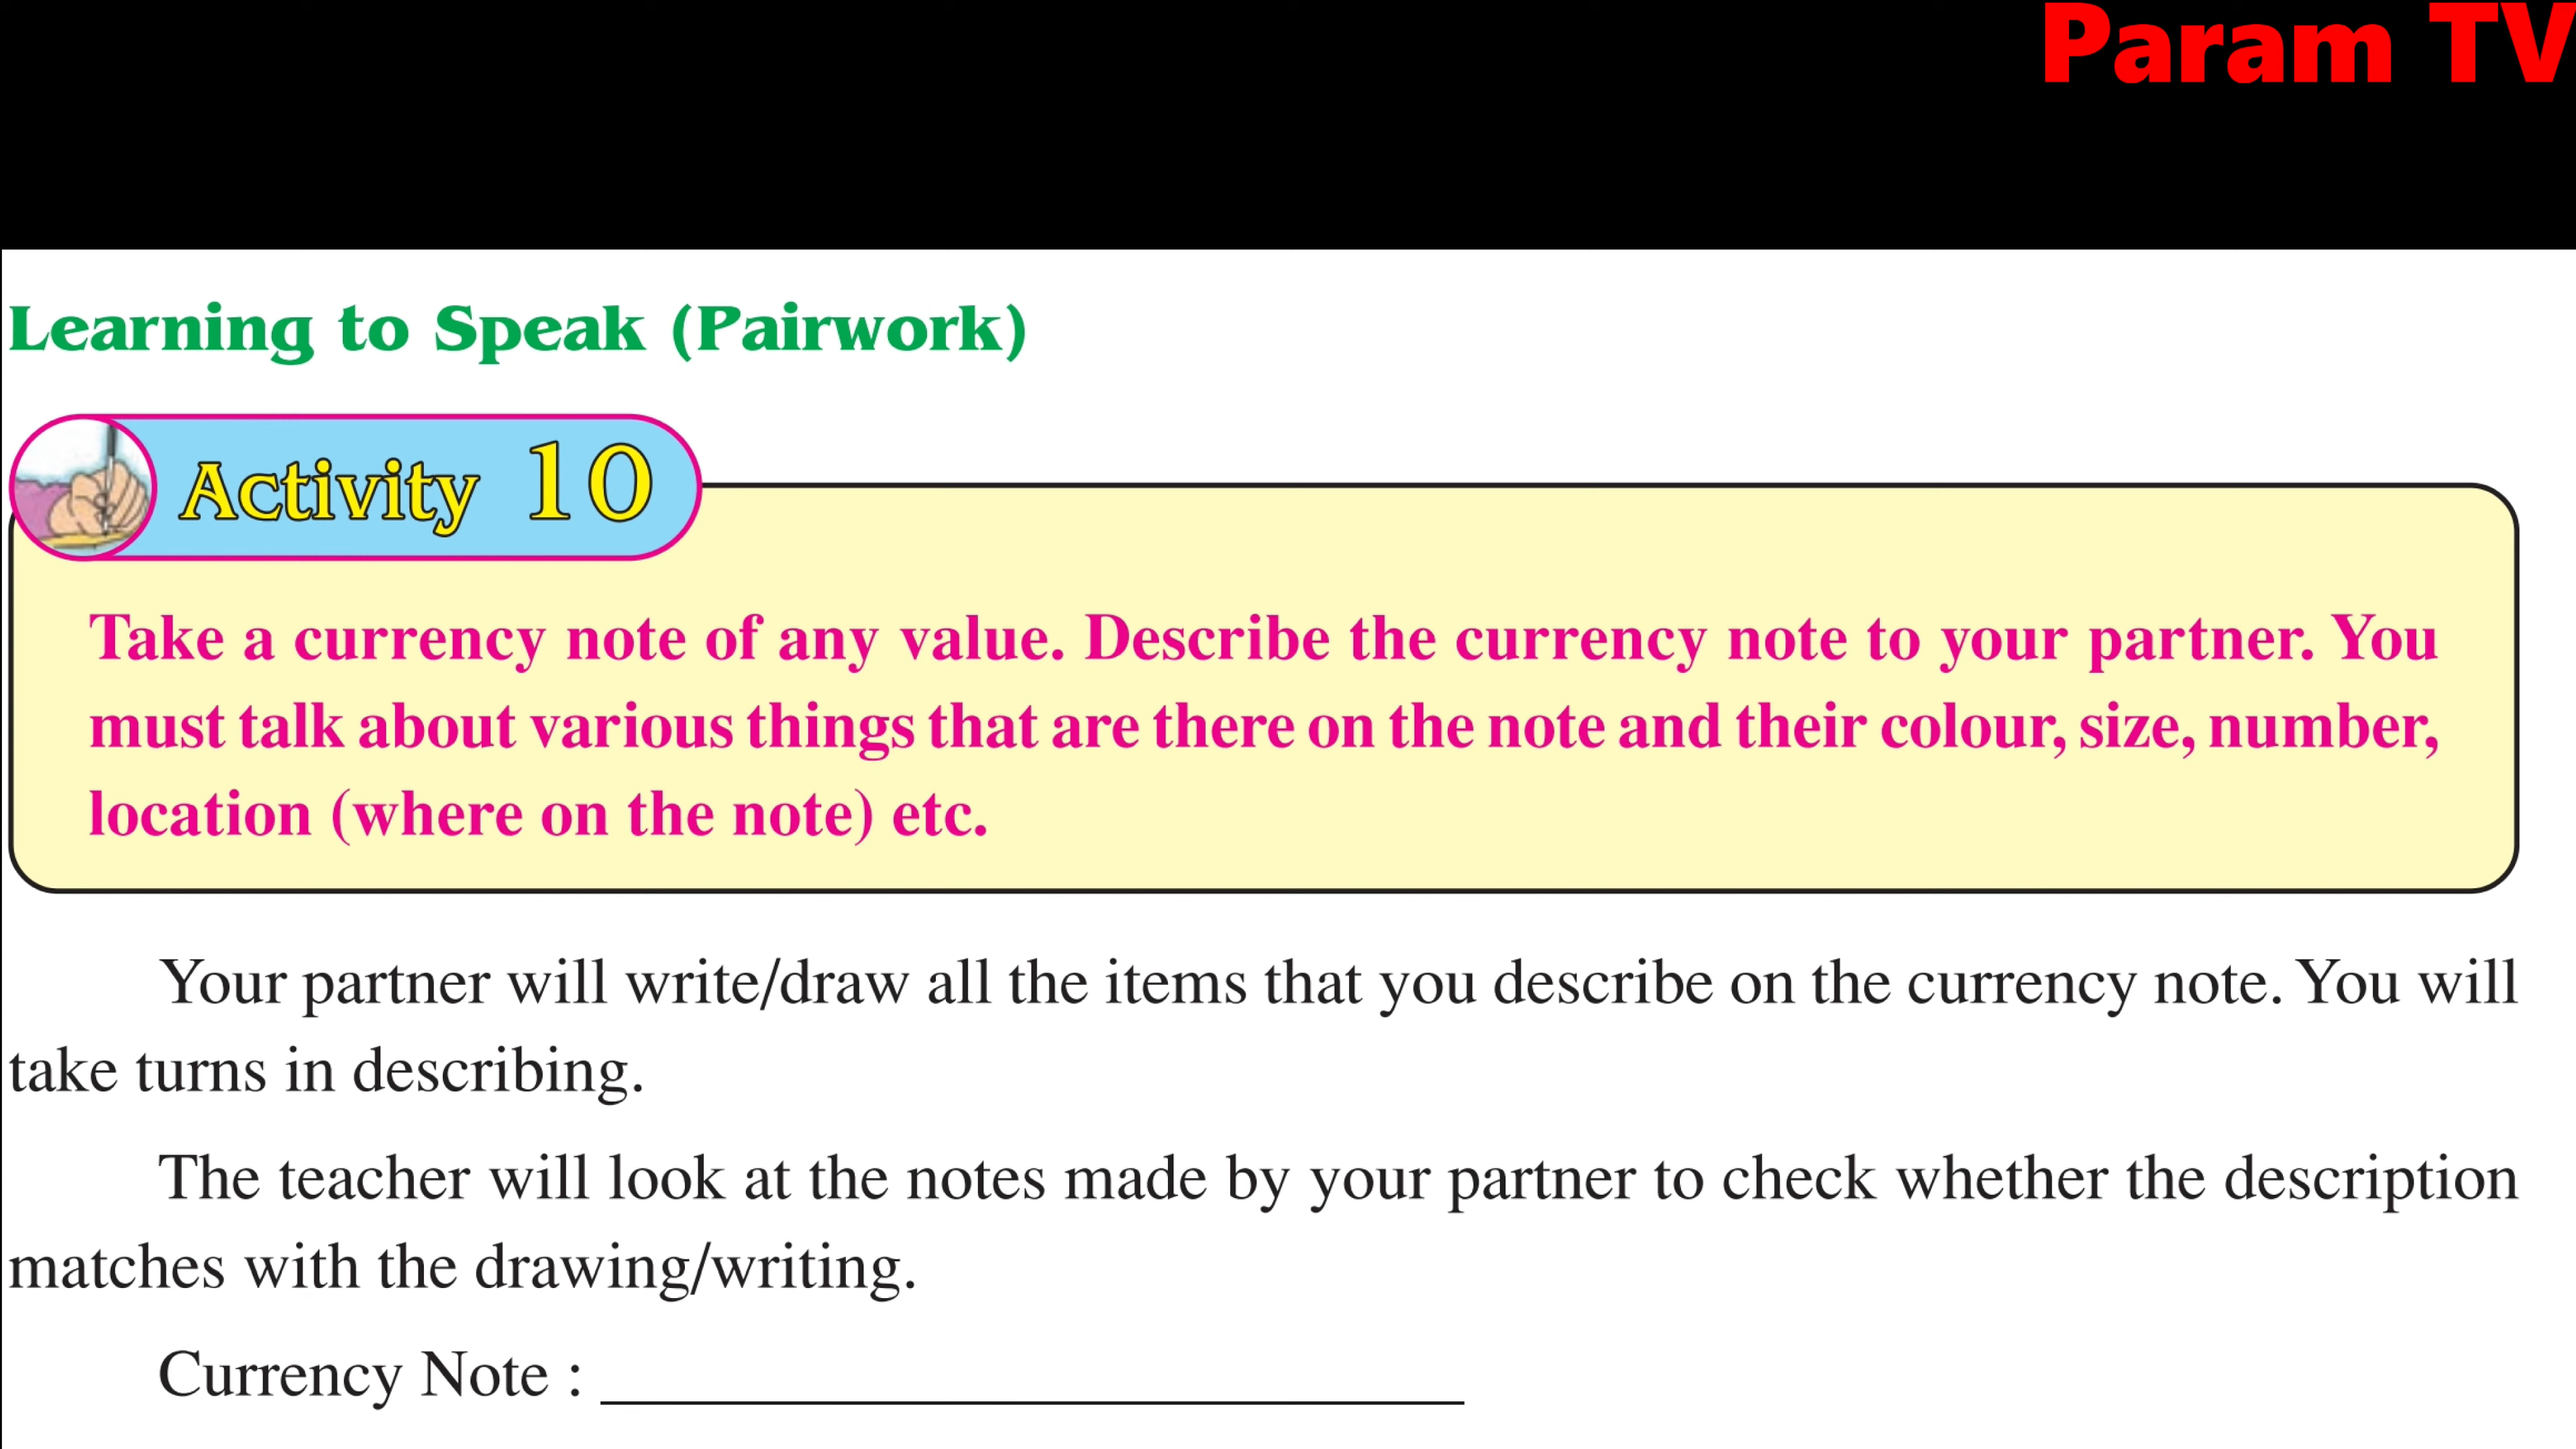 Param TV
Learning to Speak (Pairwork)
Activity 10
Take a currency note of any value. Describe the currency note to your partner. You
must talk about various things that are there on the note and their colour, size, number,
location (where on the note) etc.
Your partner will write/draw all the items that you describe on the currency note. You will
take turns in describing.
The teacher will look at the notes made by your partner to check whether the description
matches with the drawing/writing.
Currency Note : ____________________